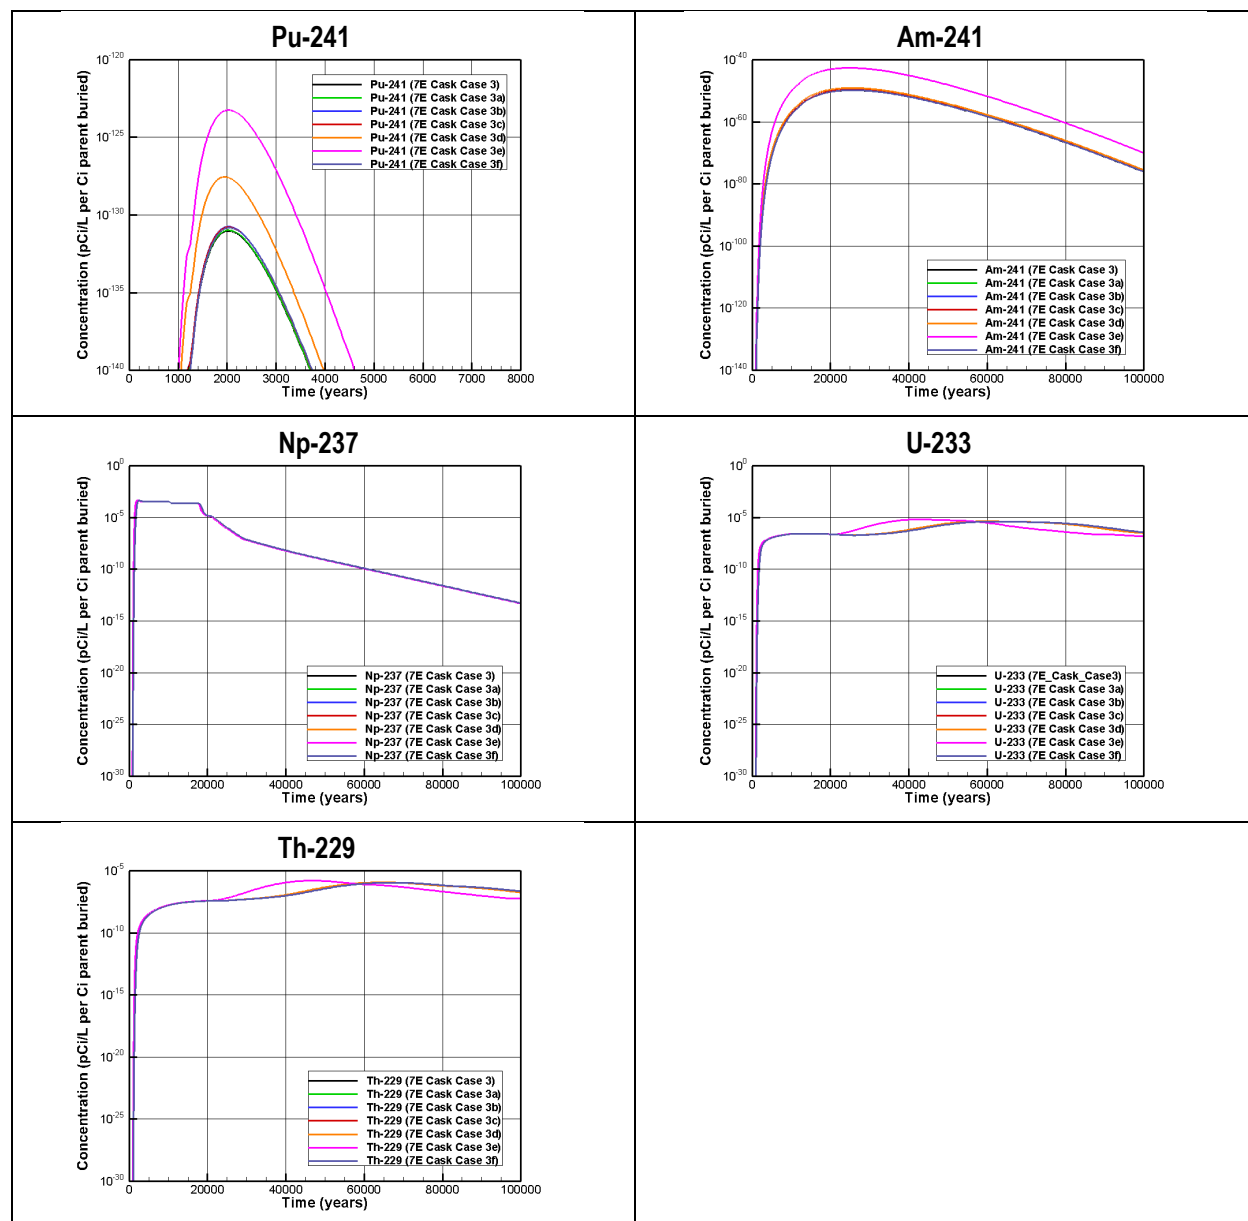 Pu-241
Concentration (pCi/L per Ci parent buried)
10^-120
10^-125
10^-130
10^-135
10^-140
Pu-241 (7E Cask Case 3)
Pu-241 (7E Cask Case 3a)
Pu-241 (7E Cask Case 3b)
Pu-241 (7E Cask Case 3c)
Pu-241 (7E Cask Case 3d)
Pu-241 (7E Cask Case 3e)
Pu-241 (7E Cask Case 3f)
0 1000 2000 3000 4000 5000 6000 7000 8000
Time (years)
Am-241
Concentration (pCi/L per Ci parent buried)
10^-40
10^-60
10^-80
10^-100
10^-120
10^-140
Am-241 (7E Cask Case 3)
Am-241 (7E Cask Case 3a)
Am-241 (7E Cask Case 3b)
Am-241 (7E Cask Case 3c)
Am-241 (7E Cask Case 3d)
Am-241 (7E Cask Case 3e)
Am-241 (7E Cask Case 3f)
0 20000 40000 60000 80000 100000
Time (years)
Np-237
Concentration (pCi/L per Ci parent buried)
10^0
10^-5
10^-10
10^-15
10^-20
10^-25
10^-30
Np-237 (7E Cask Case 3)
Np-237 (7E Cask Case 3a)
Np-237 (7E Cask Case 3b)
Np-237 (7E Cask Case 3c)
Np-237 (7E Cask Case 3d)
Np-237 (7E Cask Case 3e)
Np-237 (7E Cask Case 3f)
0 20000 40000 60000 80000 100000
Time (years)
U-233
Concentration (pCi/L per Ci parent buried)
10^0
10^-5
10^-10
10^-15
10^-20
10^-25
10^-30
U-233 (7E_Cask_Case3)
U-233 (7E Cask Case 3a)
U-233 (7E Cask Case 3b)
U-233 (7E Cask Case 3c)
U-233 (7E Cask Case 3d)
U-233 (7E Cask Case 3e)
U-233 (7E Cask Case 3f)
0 20000 40000 60000 80000 100000
Time (years)
Th-229
Concentration (pCi/L per Ci parent buried)
10^-5
10^-10
10^-15
10^-20
10^-25
10^-30
Th-229 (7E Cask Case 3)
Th-229 (7E Cask Case 3a)
Th-229 (7E Cask Case 3b)
Th-229 (7E Cask Case 3c)
Th-229 (7E Cask Case 3d)
Th-229 (7E Cask Case 3e)
Th-229 (7E Cask Case 3f)
0 20000 40000 60000 80000 100000
Time (years)